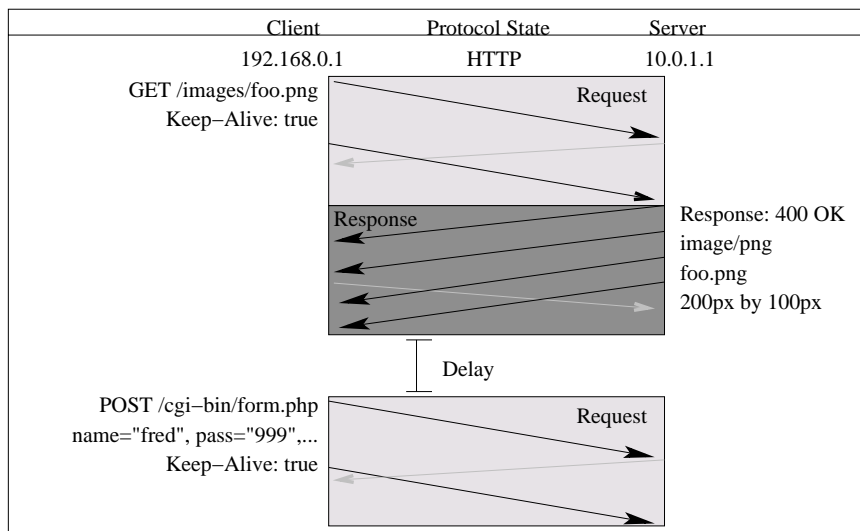 Client Protocol State Server
192.168.0.1 HTTP 10.0.1.1
GET /images/foo.png
Keep−Alive: true
Request
Response
Response: 400 OK
image/png
foo.png
200px by 100px
Delay
POST /cgi−bin/form.php
name="fred", pass="999",...
Keep−Alive: true
Request